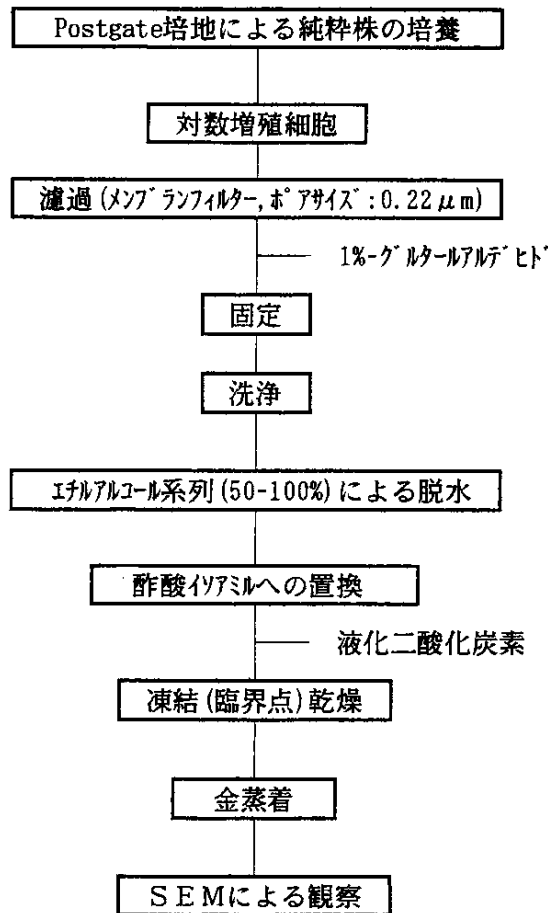 Postgate培地による純粋株の培養
対数増殖細胞
濾過(ﾒﾝﾌﾞﾗﾝﾌｨﾙﾀｰ,ﾎﾟｱｻｲｽﾞ:0.22μm)
1%-ｸﾞﾙﾀｰﾙｱﾙﾃﾞﾋﾄﾞ
固定
洗浄
ｴﾁﾙｱﾙｺｰﾙ系列(50-100%)による脱水
酢酸ｲｿｱﾐﾙへの置換
液化二酸化炭素
凍結(臨界点)乾燥
金蒸着
ＳＥＭによる観察